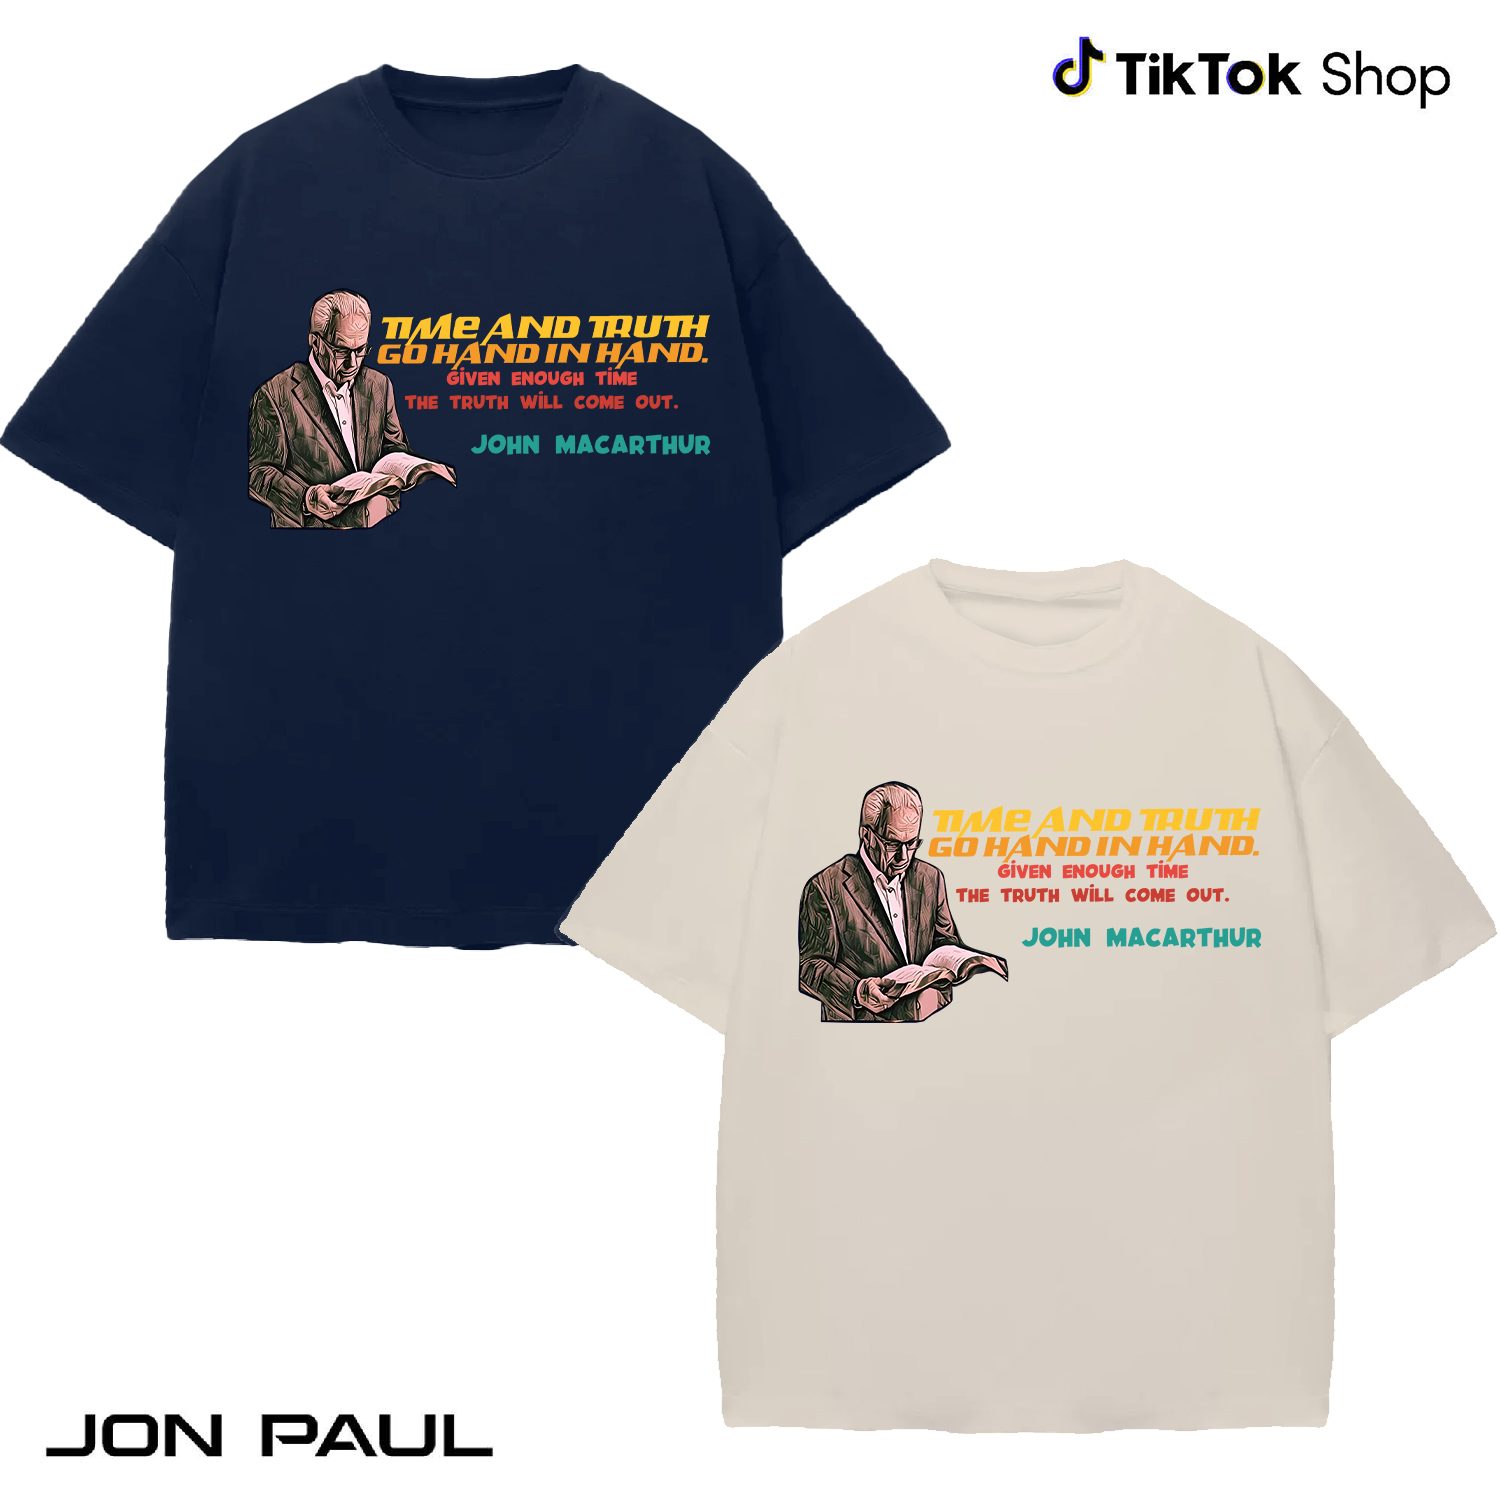 TikTok Shop
TIME AND TRUTH
GO HAND IN HAND.
GIVEN ENOUGH TIME
THE TRUTH WILL COME OUT.
JOHN MACARTHUR
TIME AND TRUTH
GO HAND IN HAND.
GIVEN ENOUGH TIME
THE TRUTH WILL COME OUT.
JOHN MACARTHUR
JON PAUL